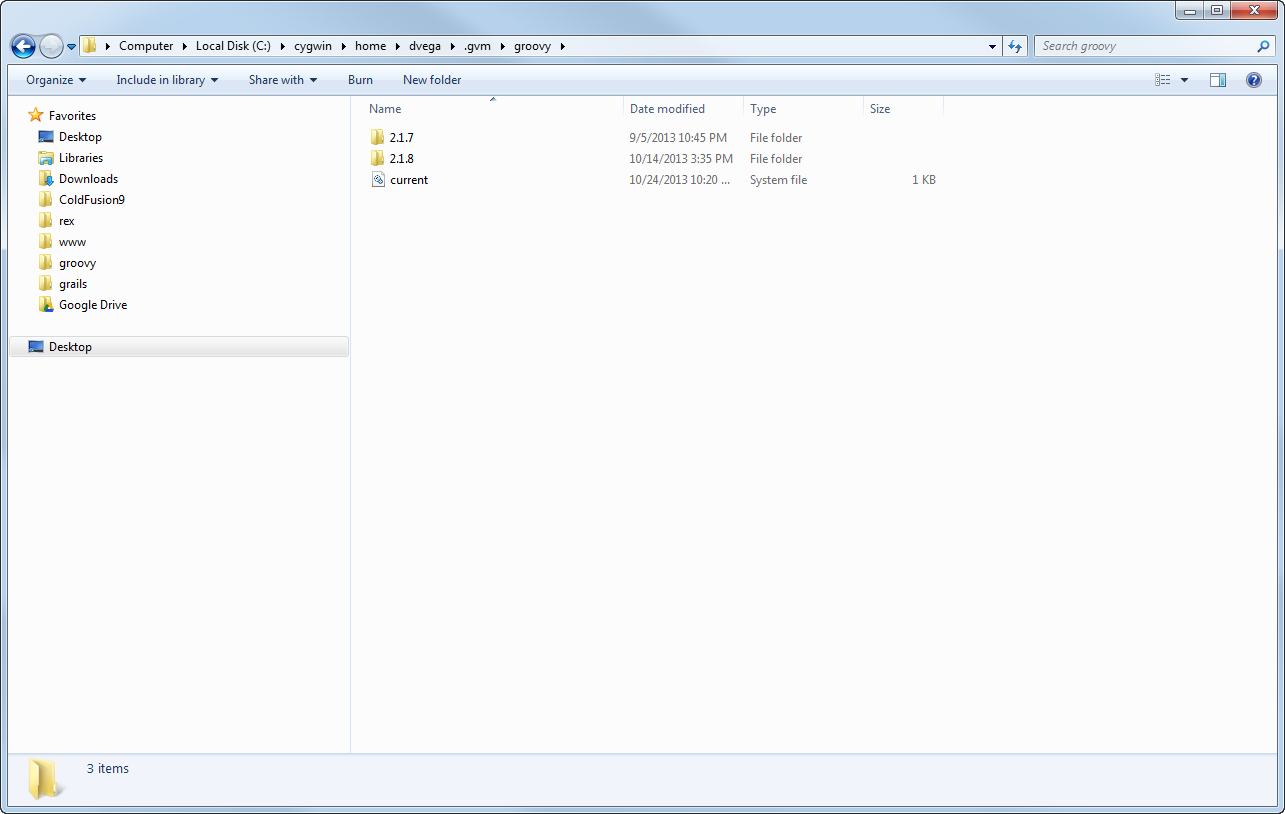 Computer Local Disk (C:) cygwin home dvega .gvm groovy Search groovy
Organize Include in library Share with Burn New folder
Favorites
Desktop
Libraries
Downloads
ColdFusion9
rex
www
groovy
grails
Google Drive
Desktop
Name Date modified Type Size
2.1.7 9/5/2013 10:45 PM File folder
2.1.8 10/14/2013 3:35 PM File folder
current 10/24/2013 10:20 ... System file 1 KB
3 items